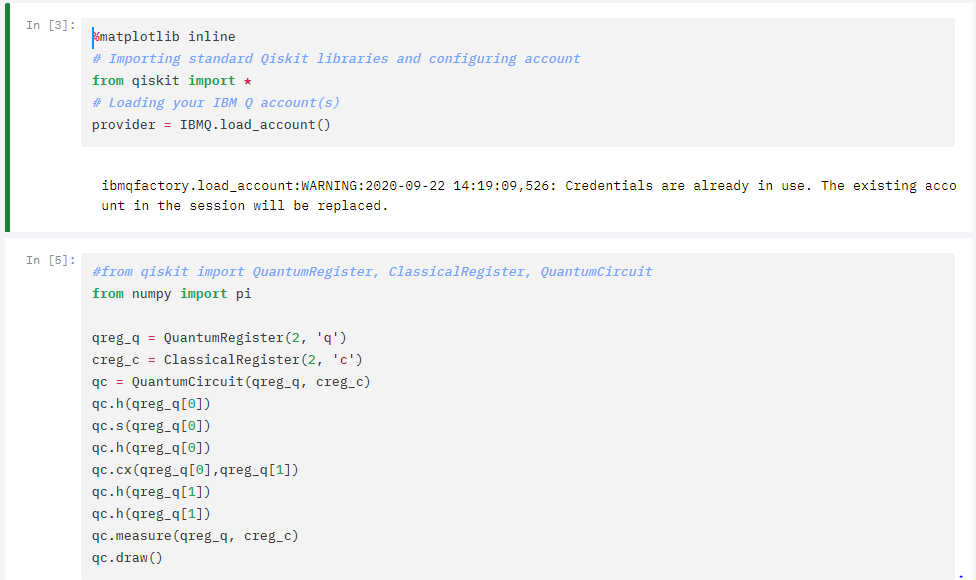 In [3]:
%matplotlib inline
# Importing standard Qiskit libraries and configuring account
from qiskit import *
# Loading your IBM Q account(s)
provider = IBMQ.load_account()
ibmqfactory.load_account:WARNING:2020-09-22 14:19:09,526: Credentials are already in use. The existing acco
unt in the session will be replaced.
In [5]:
#from qiskit import QuantumRegister, ClassicalRegister, QuantumCircuit
from numpy import pi
qreg_q = QuantumRegister(2, 'q')
creg_c = ClassicalRegister(2, 'c')
qc = QuantumCircuit(qreg_q, creg_c)
qc.h(qreg_q[0])
qc.s(qreg_q[0])
qc.h(qreg_q[0])
qc.cx(qreg_q[0],qreg_q[1])
qc.h(qreg_q[1])
qc.h(qreg_q[1])
qc.measure(qreg_q, creg_c)
qc.draw()